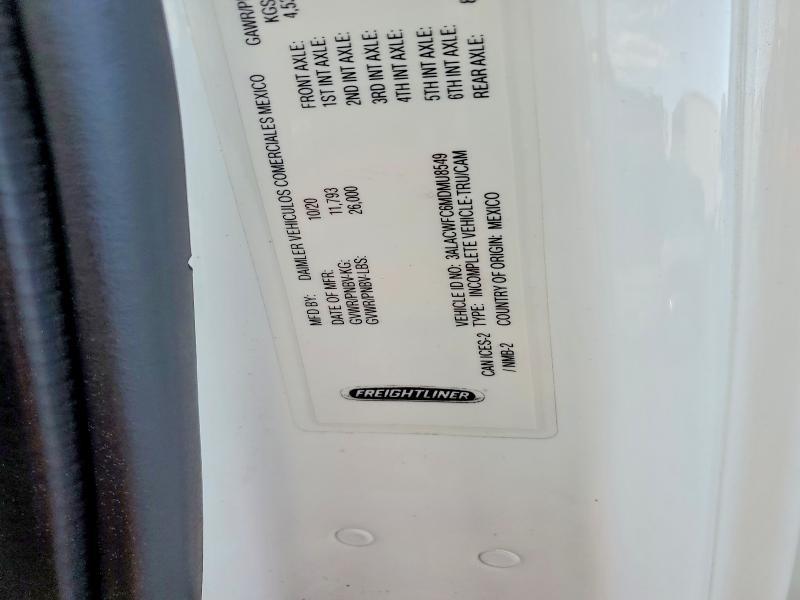 MFD BY: DAIMLER VEHICULOS COMERCIALES MEXICO
DATE OF MFR: 10/20
GVWR/PNBV-KG: 11,793
GVWR/PNBV-LBS: 26,000
GAWR/P
KGS
FRONT AXLE: 4,53
1ST INT AXLE:
2ND INT AXLE:
3RD INT AXLE:
4TH INT AXLE:
5TH INT AXLE:
6TH INT AXLE:
REAR AXLE: 8
VEHICLE ID NO: 3ALACWFC6MDMU8549
CAN ICES-2 TYPE: INCOMPLETE VEHICLE-TRU/CAM
/ NMB-2 COUNTRY OF ORIGIN: MEXICO
FREIGHTLINER